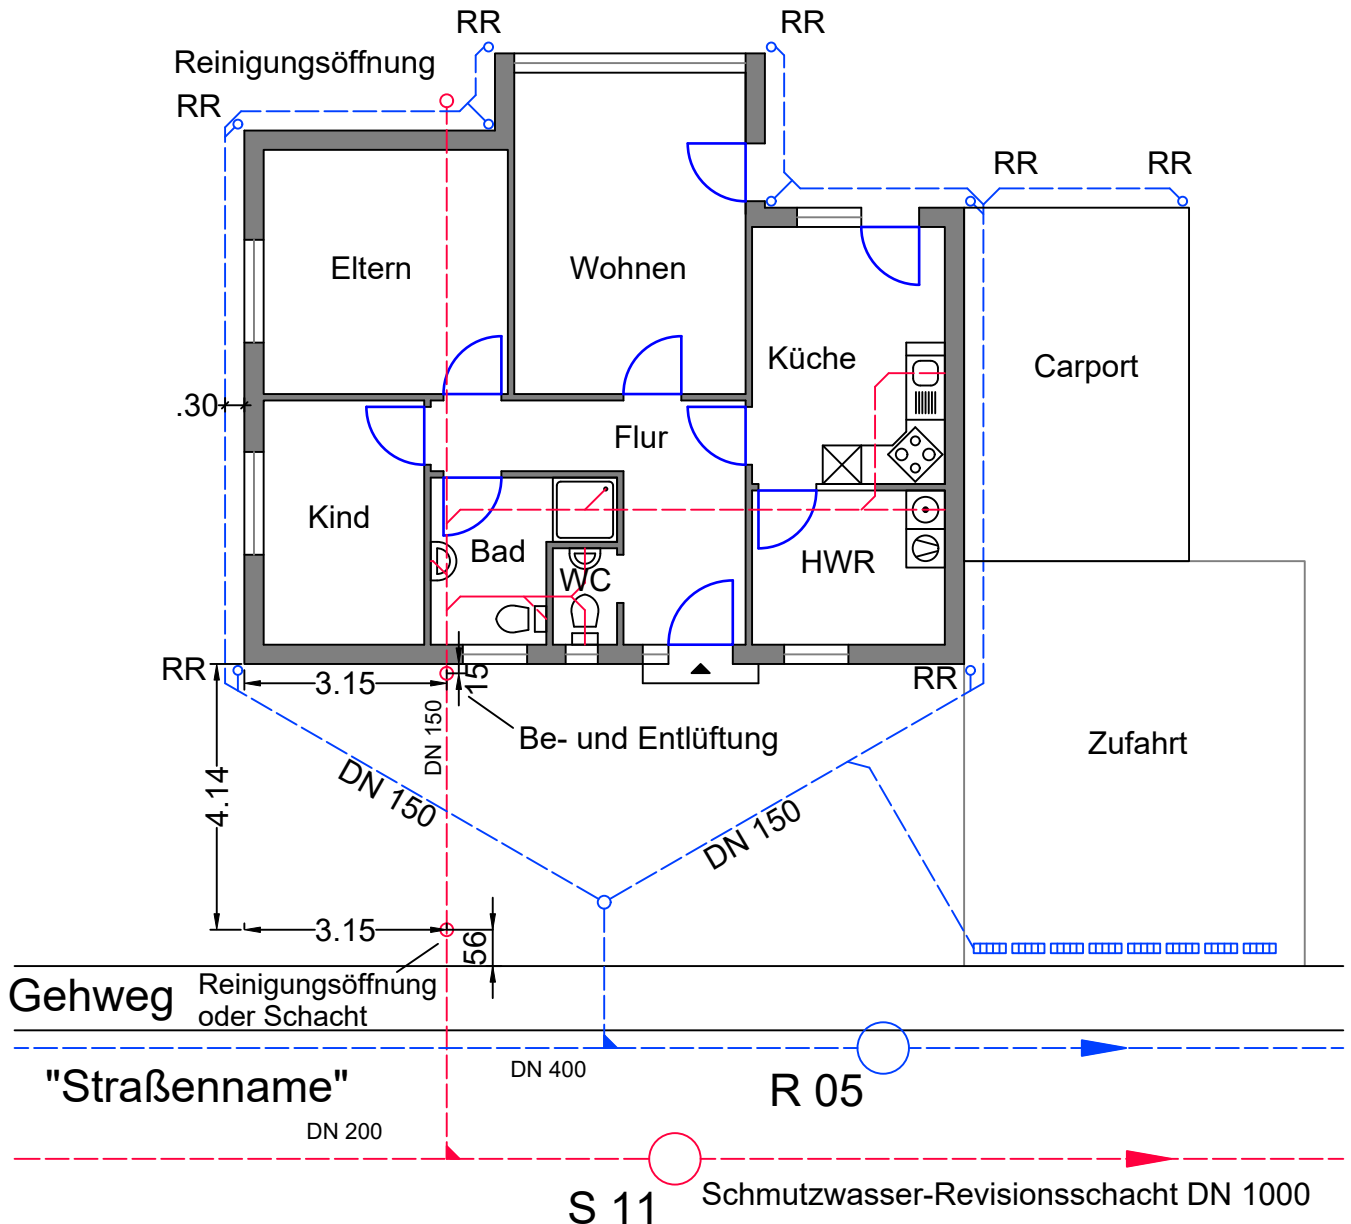 RR
RR
Reinigungsöffnung
RR
RR
RR
Eltern
Wohnen
Küche
Carport
.30
Flur
Kind
Bad
WC
HWR
RR
3.15
15
RR
DN 150
Be- und Entlüftung
Zufahrt
4.14
DN 150
DN 150
3.15
56
Gehweg
Reinigungsöffnung
oder Schacht
DN 400
"Straßenname"
R 05
DN 200
S 11
Schmutzwasser-Revisionsschacht DN 1000